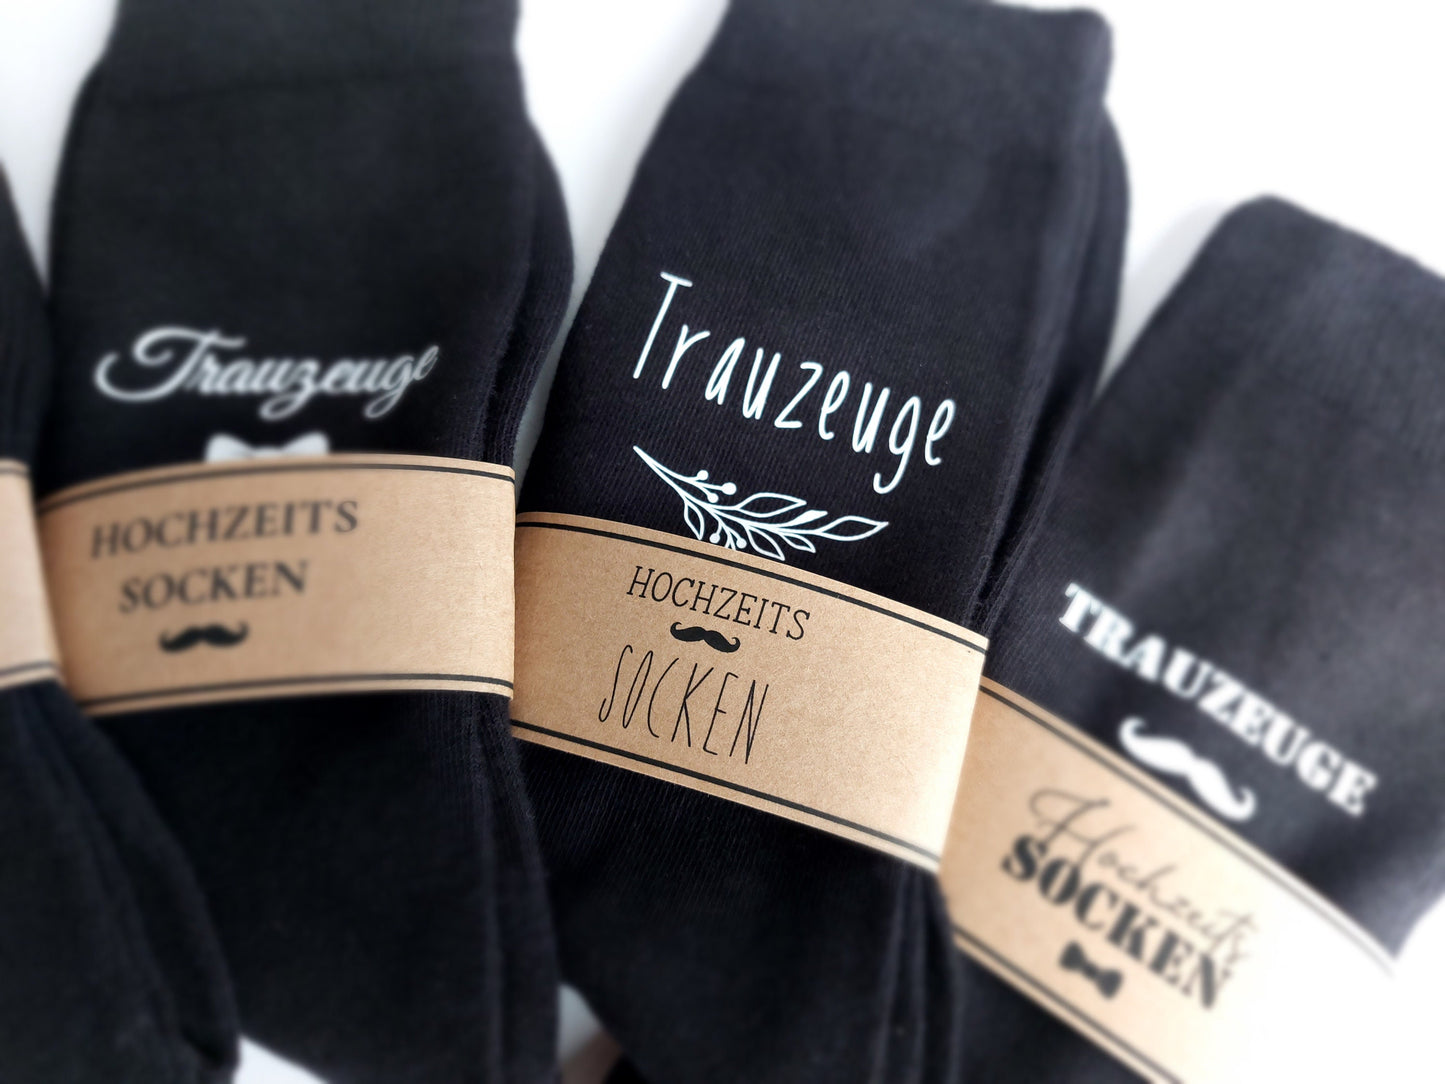 Trauzeuge
HOCHZEITS
SOCKEN
Trauzeuge
HOCHZEITS
SOCKEN
TRAUZEUGE
Hochzeits
SOCKEN